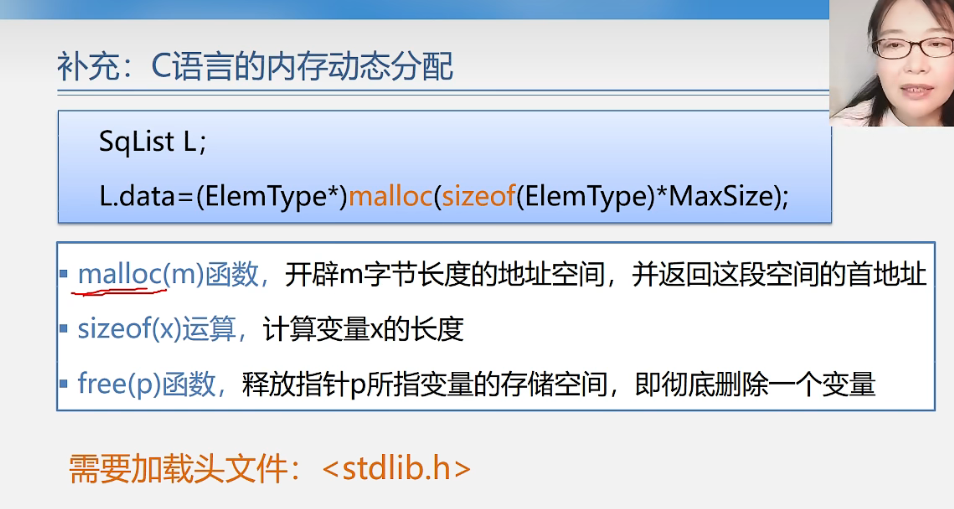 补充：C语言的内存动态分配
SqList L；
L.data=(ElemType*)malloc(sizeof(ElemType)*MaxSize);
▪ malloc(m)函数，开辟m字节长度的地址空间，并返回这段空间的首地址
▪ sizeof(x)运算，计算变量x的长度
▪ free(p)函数，释放指针p所指变量的存储空间，即彻底删除一个变量
需要加载头文件：<stdlib.h>